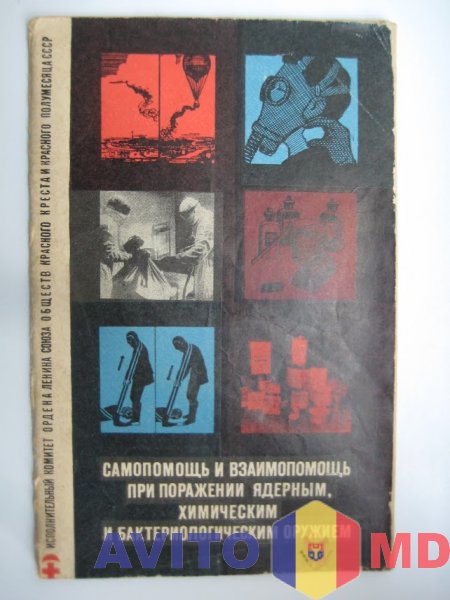 ИСПОЛНИТЕЛЬНЫЙ КОМИТЕТ ОРДЕНА ЛЕНИНА СОЮЗА ОБЩЕСТВ КРАСНОГО КРЕСТА И КРАСНОГО ПОЛУМЕСЯЦА СССР
САМОПОМОЩЬ И ВЗАИМОПОМОЩЬ
ПРИ ПОРАЖЕНИИ ЯДЕРНЫМ,
ХИМИЧЕСКИМ
И БАКТЕРИОЛОГИЧЕСКИМ ОРУЖИЕМ
AVITO MD